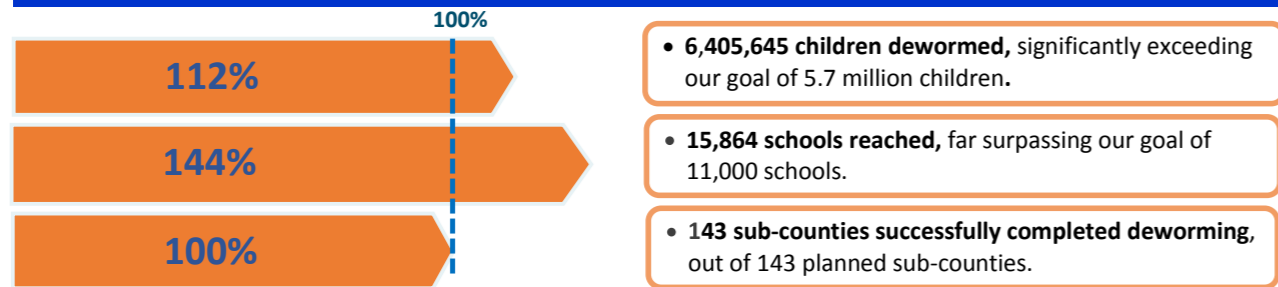 100%
112%
• 6,405,645 children dewormed, significantly exceeding
our goal of 5.7 million children.
144%
• 15,864 schools reached, far surpassing our goal of
11,000 schools.
100%
• 143 sub-counties successfully completed deworming,
out of 143 planned sub-counties.